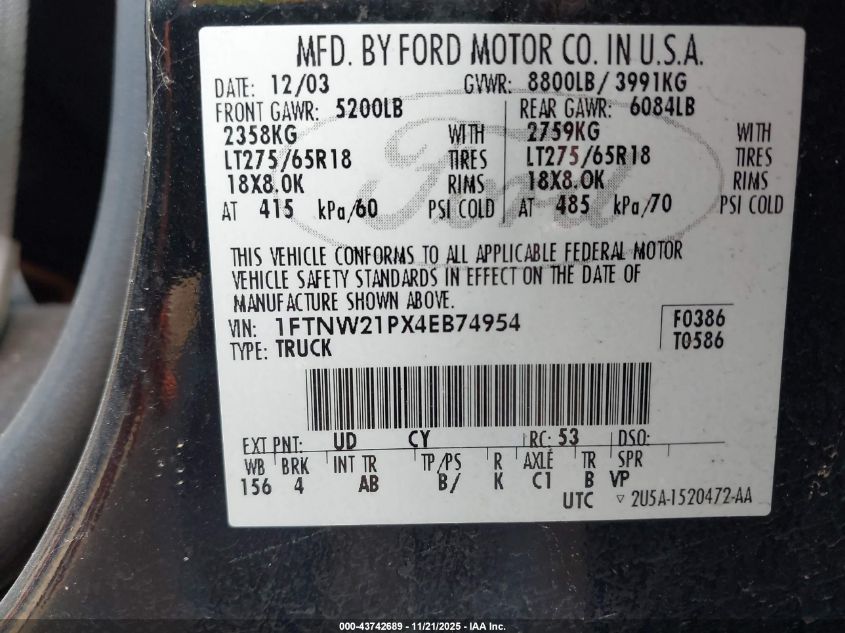 MFD. BY FORD MOTOR CO. IN U.S.A.
DATE: 12/03 GVWR: 8800LB/ 3991KG
FRONT GAWR: 5200LB REAR GAWR: 6084LB
2358KG WITH 2759KG WITH
LT275/65R18 TIRES LT275/65R18 TIRES
18X8.0K RIMS 18X8.0K RIMS
AT 415 kPa/60 PSI COLD AT 485 kPa/70 PSI COLD
Ford
THIS VEHICLE CONFORMS TO ALL APPLICABLE FEDERAL MOTOR
VEHICLE SAFETY STANDARDS IN EFFECT ON THE DATE OF
MANUFACTURE SHOWN ABOVE.
VIN: 1FTNW21PX4EB74954 F0386
TYPE: TRUCK T0586
EXT PNT: UD CY RC: 53 DSO:
WB BRK INT TR TP/PS R AXLE TR SPR
156 4 AB B/ K C1 B VP
UTC ▽ 2U5A-1520472-AA
000-43742689 - 11/21/2025 - IAA Inc.